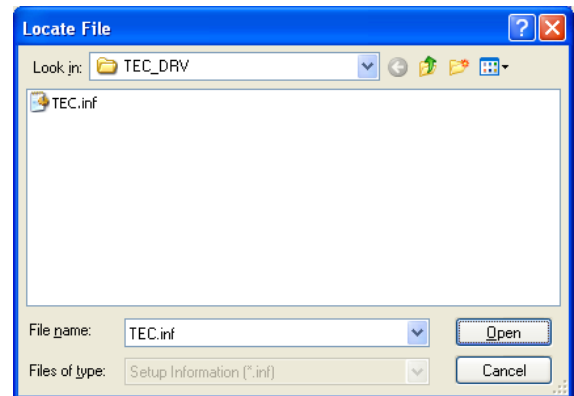 Locate File
Look in: TEC_DRV
TEC.inf
File name: TEC.inf Open
Files of type: Setup Information (*.inf) Cancel